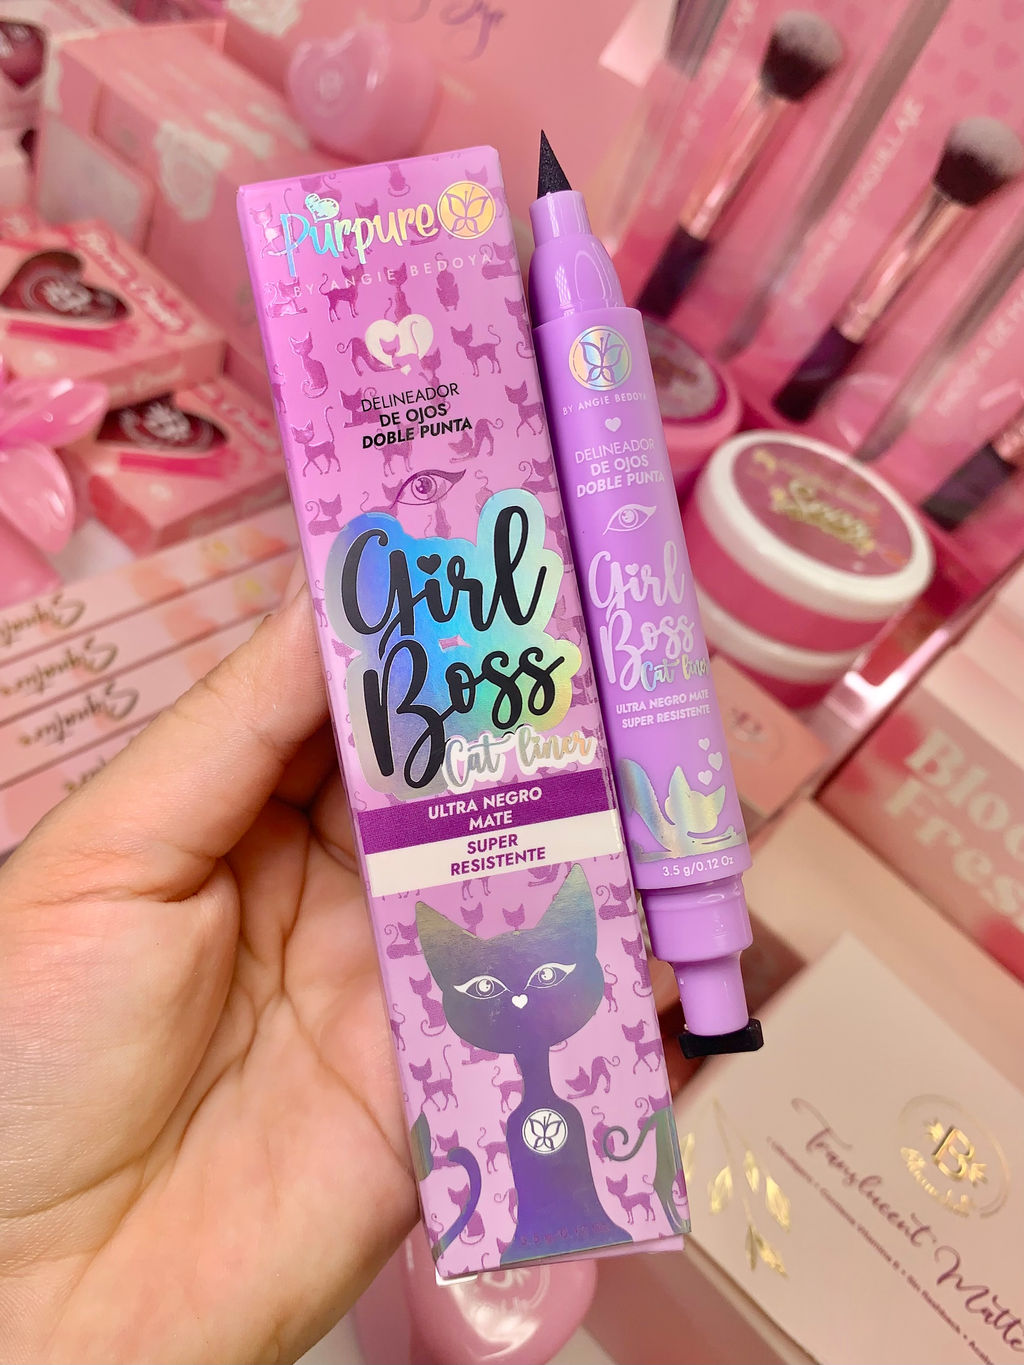 Purpure
BY ANGIE BEDOYA
DELINEADOR
DE OJOS
DOBLE PUNTA
Girl
Boss
Cat liner
ULTRA NEGRO
MATE
SUPER
RESISTENTE
BY ANGIE BEDOYA
DELINEADOR
DE OJOS
DOBLE PUNTA
Girl
Boss
Cat liner
ULTRA NEGRO MATE
SUPER RESISTENTE
3.5 g/0.12 Oz
Signature
Signature
Signature
B
Translucent Matte